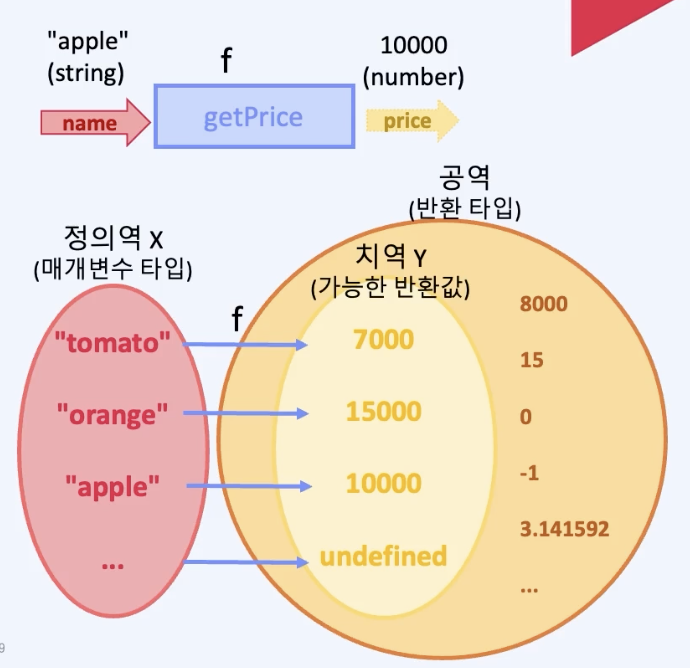 "apple"
(string)
f
10000
(number)
name
getPrice
price
공역
(반환 타입)
정의역 X
(매개변수 타입)
치역 Y
(가능한 반환값)
f
"tomato"
"orange"
"apple"
...
7000
15000
10000
undefined
8000
15
0
-1
3.141592
...
9